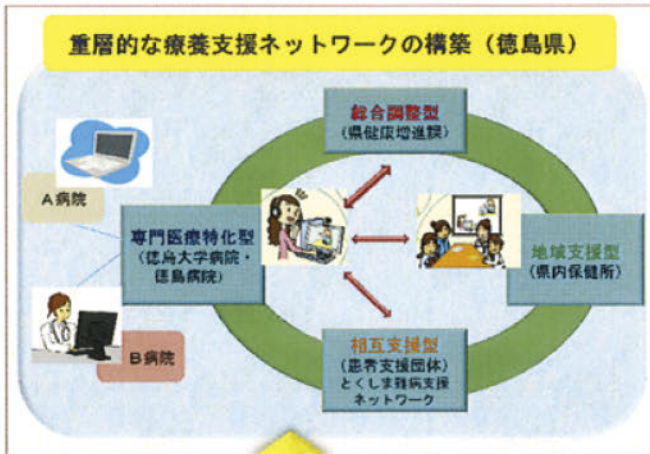 重層的な療養支援ネットワークの構築（徳島県）
総合調整型
（県健康増進課）
A病院
専門医療特化型
（徳島大学病院・
徳島病院）
地域支援型
（県内保健所）
B病院
相互支援型
（患者支援団体）
とくしま難病支援
ネットワーク